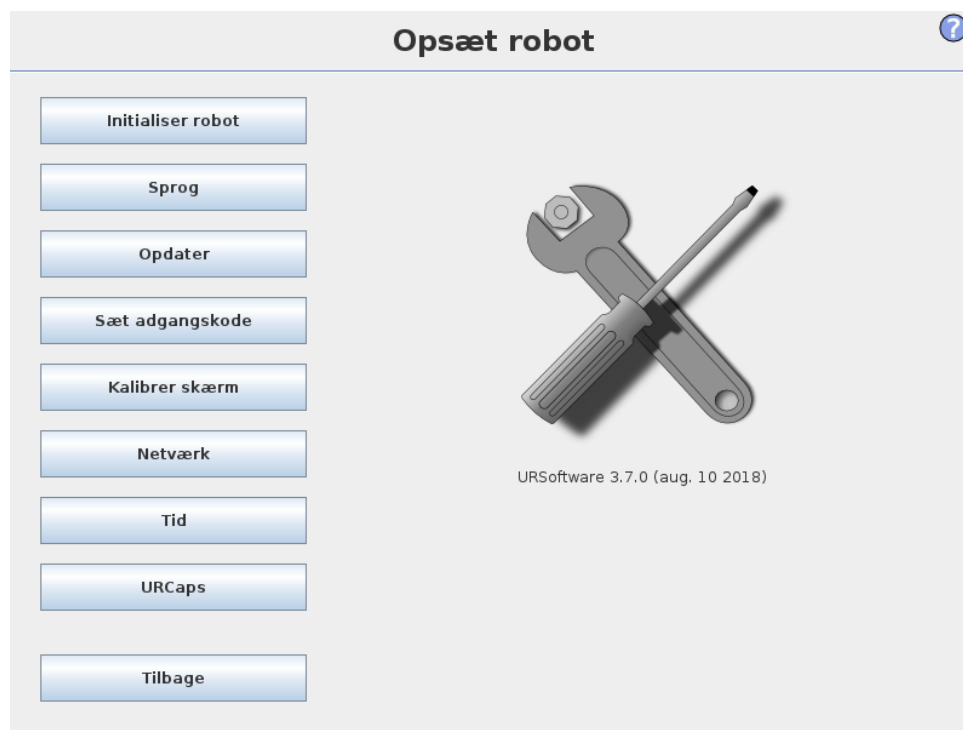 Opsæt robot
?
Initialiser robot
Sprog
Opdater
Sæt adgangskode
Kalibrer skærm
Netværk
Tid
URCaps
Tilbage
URSoftware 3.7.0 (aug. 10 2018)